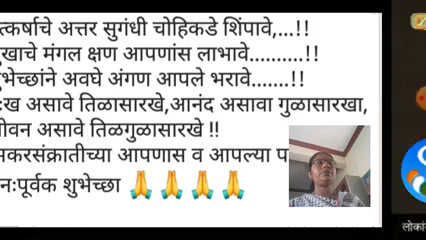 त्कर्षाचे अत्तर सुगंधी चोहिकडे शिंपावे,...!!
ुखाचे मंगल क्षण आपणांस लाभावे..........!!
ुभेच्छांने अवघे अंगण आपले भरावे.......!!
ःख असावे तिळासारखे,आनंद असावा गुळासारखा,
ीवन असावे तिळगुळासारखे !!
मकरसंक्रातीच्या आपणास व आपल्या प
नःपूर्वक शुभेच्छा 🙏 🙏 🙏 🙏
लोकां